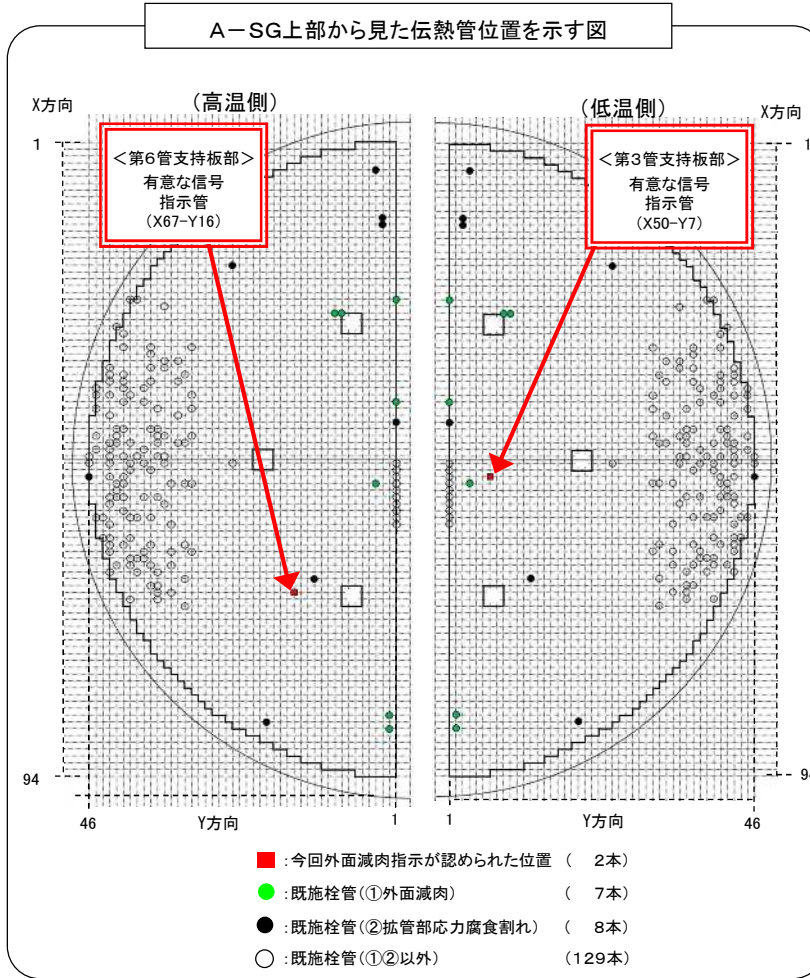 A－SG上部から見た伝熱管位置を示す図
X方向
(高温側)
(低温側)
X方向
1
1
＜第6管支持板部＞
有意な信号
指示管
(X67-Y16)
＜第3管支持板部＞
有意な信号
指示管
(X50-Y7)
94
94
46
Y方向
1
1
Y方向
46
:今回外面減肉指示が認められた位置 ( 2本)
:既施栓管(①外面減肉) ( 7本)
:既施栓管(②拡管部応力腐食割れ) ( 8本)
:既施栓管(①②以外) (129本)